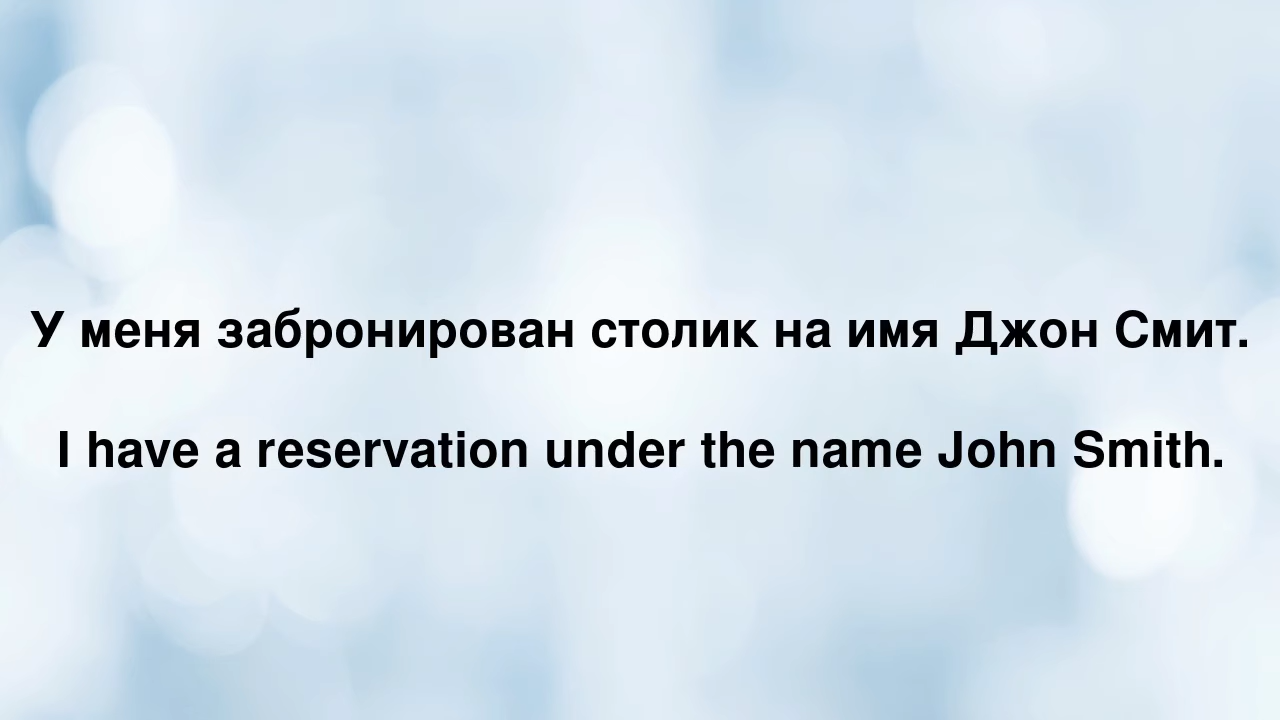 У меня забронирован столик на имя Джон Смит.
I have a reservation under the name John Smith.